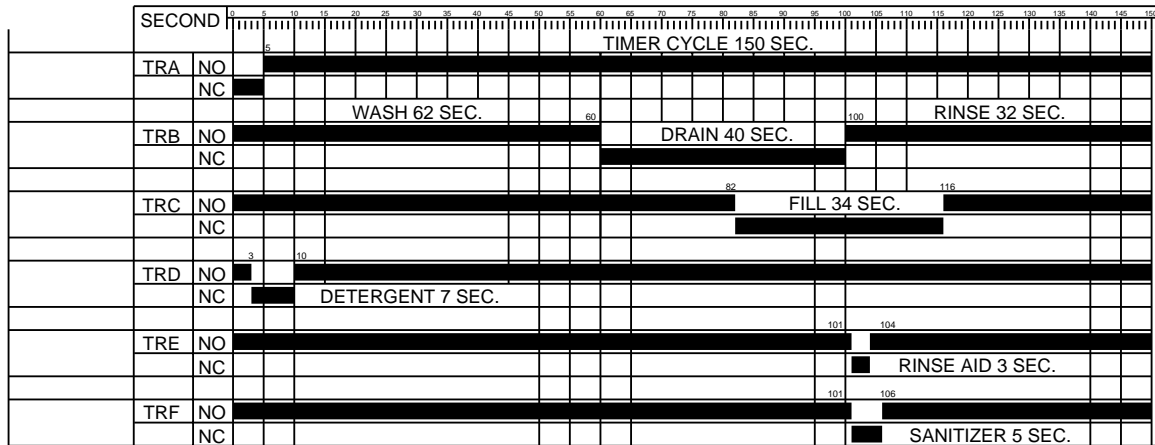 SECOND 0 5 10 15 20 25 30 35 40 45 50 55 60 65 70 75 80 85 90 95 100 105 110 115 120 125 130 135 140 145 150
5 TIMER CYCLE 150 SEC.
TRA NO
NC
WASH 62 SEC. 60 100 RINSE 32 SEC.
TRB NO DRAIN 40 SEC.
NC
82 116
TRC NO FILL 34 SEC.
NC
3 10
TRD NO
NC DETERGENT 7 SEC.
101 104
TRE NO
NC RINSE AID 3 SEC.
101 106
TRF NO
NC SANITIZER 5 SEC.